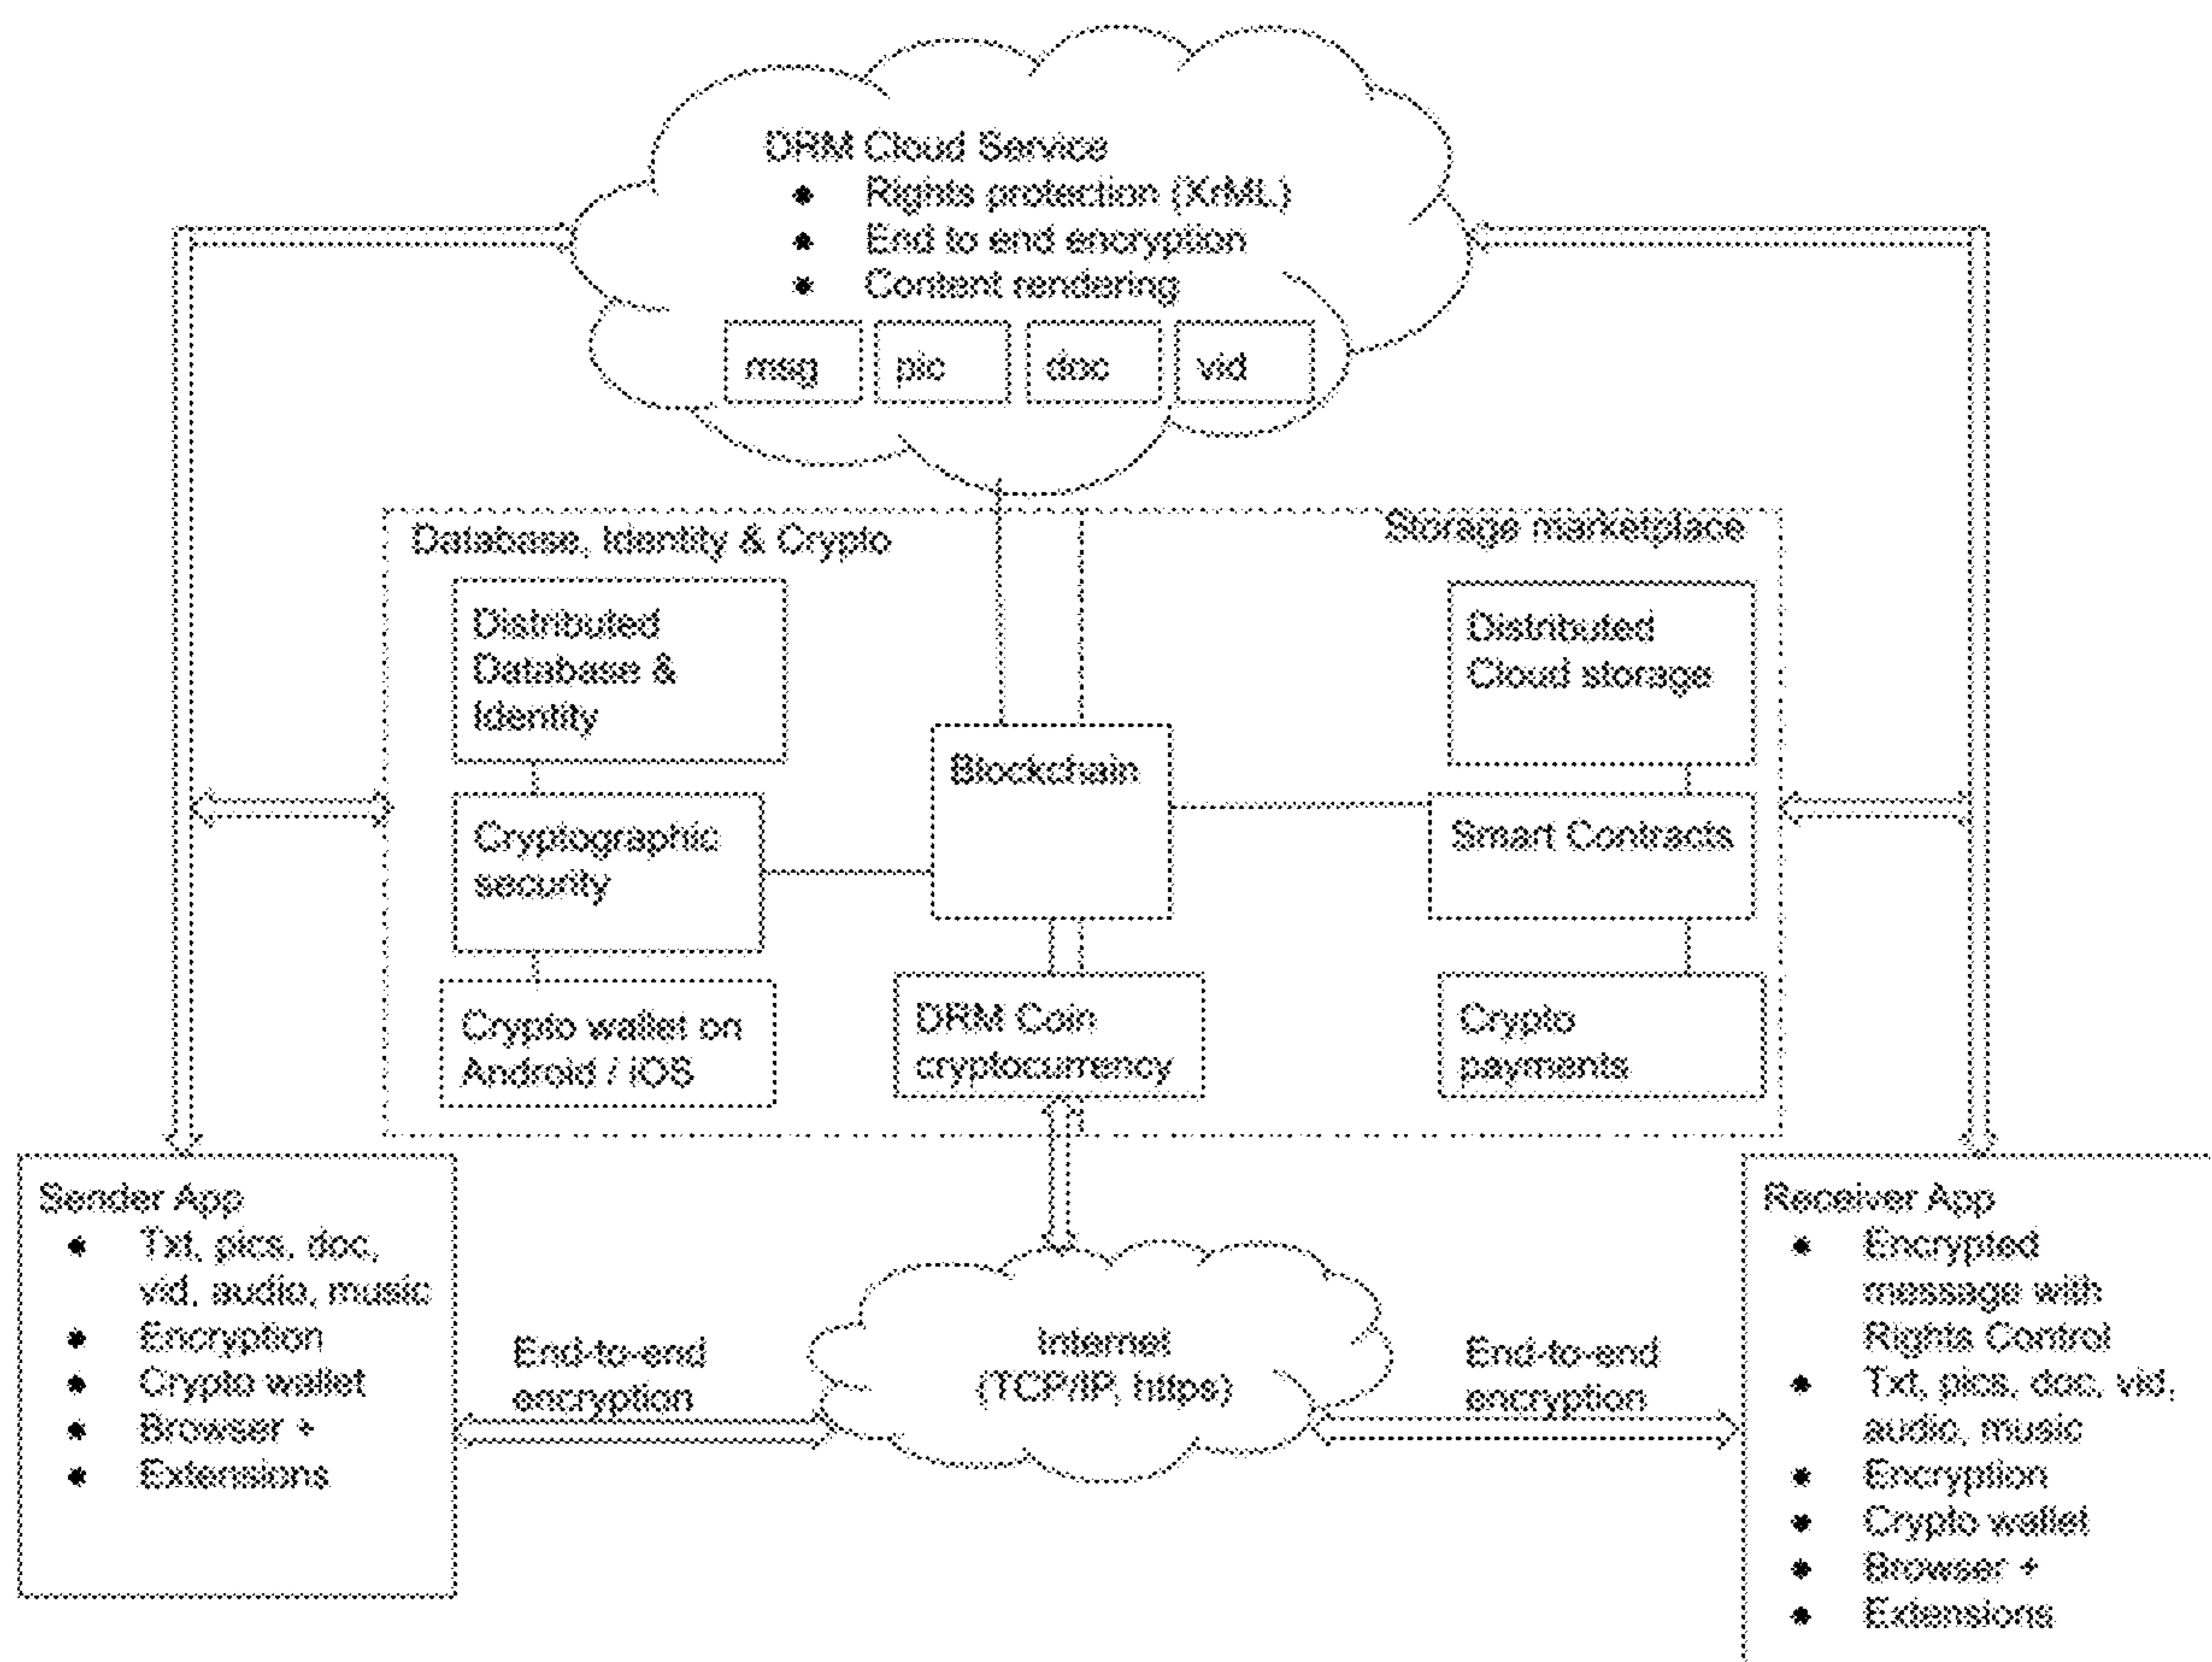 DRM Cloud Service
● Rights protection (XrML)
● End to end encryption
● Content rendering
msg
pic
doc
vid
Database, Identity & Crypto
Storage marketplace
Distributed
Database &
Identity
Distributed
Cloud storage
Blockchain
Cryptographic
security
Smart Contracts
Crypto wallet on
Android / iOS
DRM Coin
cryptocurrency
Crypto
payments
Sender App
● Txt, pics, doc,
vid, audio, music
● Encryption
● Crypto wallet
● Browser +
● Extensions
End-to-end
encryption
Internet
(TCP/IP, https)
End-to-end
encryption
Receiver App
● Encrypted
message with
Rights Control
● Txt, pics, doc, vid,
audio, music
● Encryption
● Crypto wallet
● Browser +
● Extensions